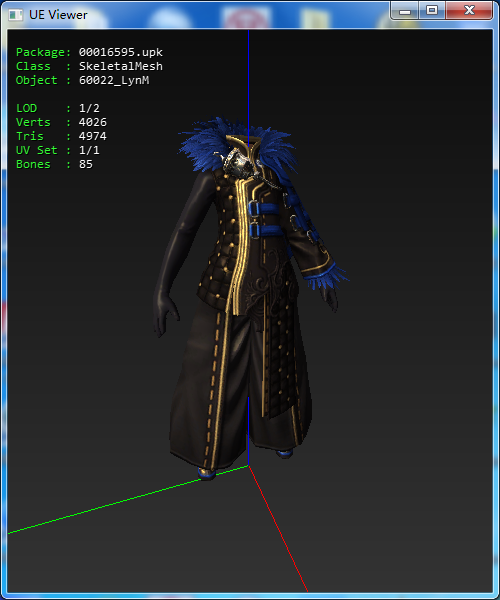 UE Viewer
Package: 00016595.upk
Class : SkeletalMesh
Object : 60022_LynM
LOD : 1/2
Verts : 4026
Tris : 4974
UV Set : 1/1
Bones : 85